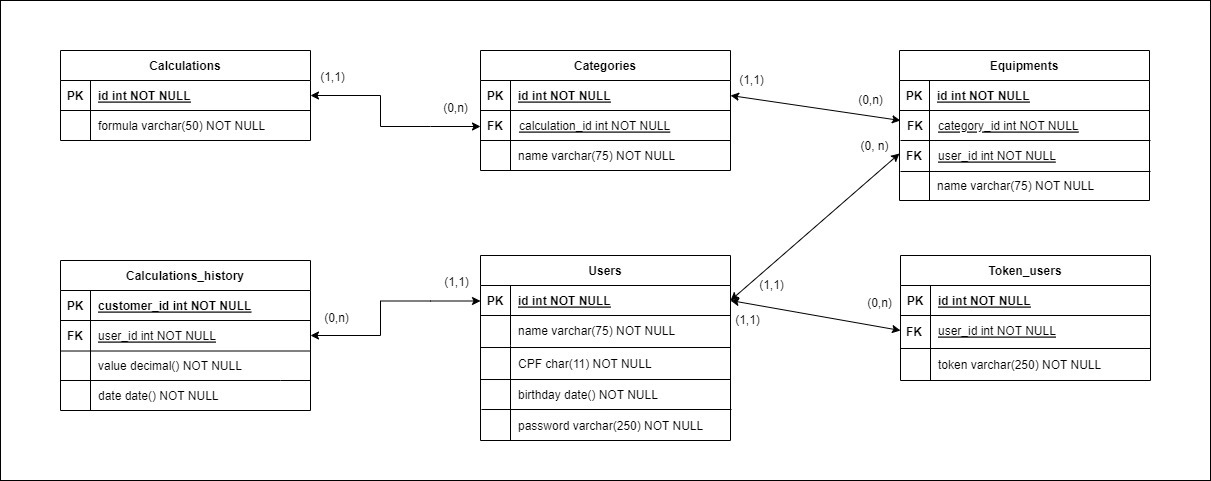 Calculations
PK id int NOT NULL
formula varchar(50) NOT NULL
(1,1)
(0,n)
Categories
PK id int NOT NULL
FK calculation_id int NOT NULL
name varchar(75) NOT NULL
(1,1)
(0,n)
(0, n)
Equipments
PK id int NOT NULL
FK category_id int NOT NULL
FK user_id int NOT NULL
name varchar(75) NOT NULL
Calculations_history
PK customer_id int NOT NULL
FK user_id int NOT NULL
value decimal() NOT NULL
date date() NOT NULL
(1,1)
(0,n)
Users
PK id int NOT NULL
name varchar(75) NOT NULL
CPF char(11) NOT NULL
birthday date() NOT NULL
password varchar(250) NOT NULL
(1,1)
(1,1)
(0,n)
Token_users
PK id int NOT NULL
FK user_id int NOT NULL
token varchar(250) NOT NULL